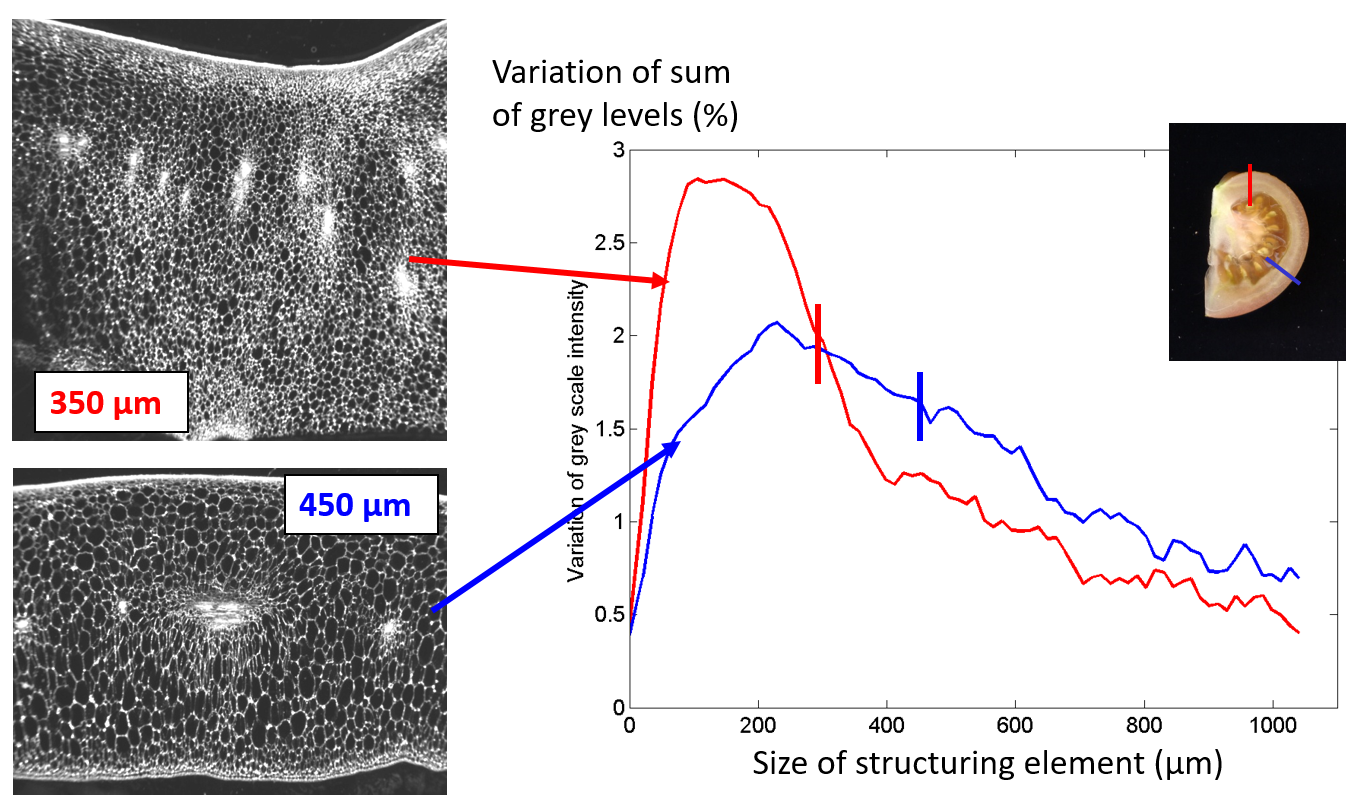 350 µm
450 µm
Variation of sum
of grey levels (%)
Variation of grey scale intensity
3
2.5
2
1.5
1
0.5
0
0 200 400 600 800 1000
Size of structuring element (µm)